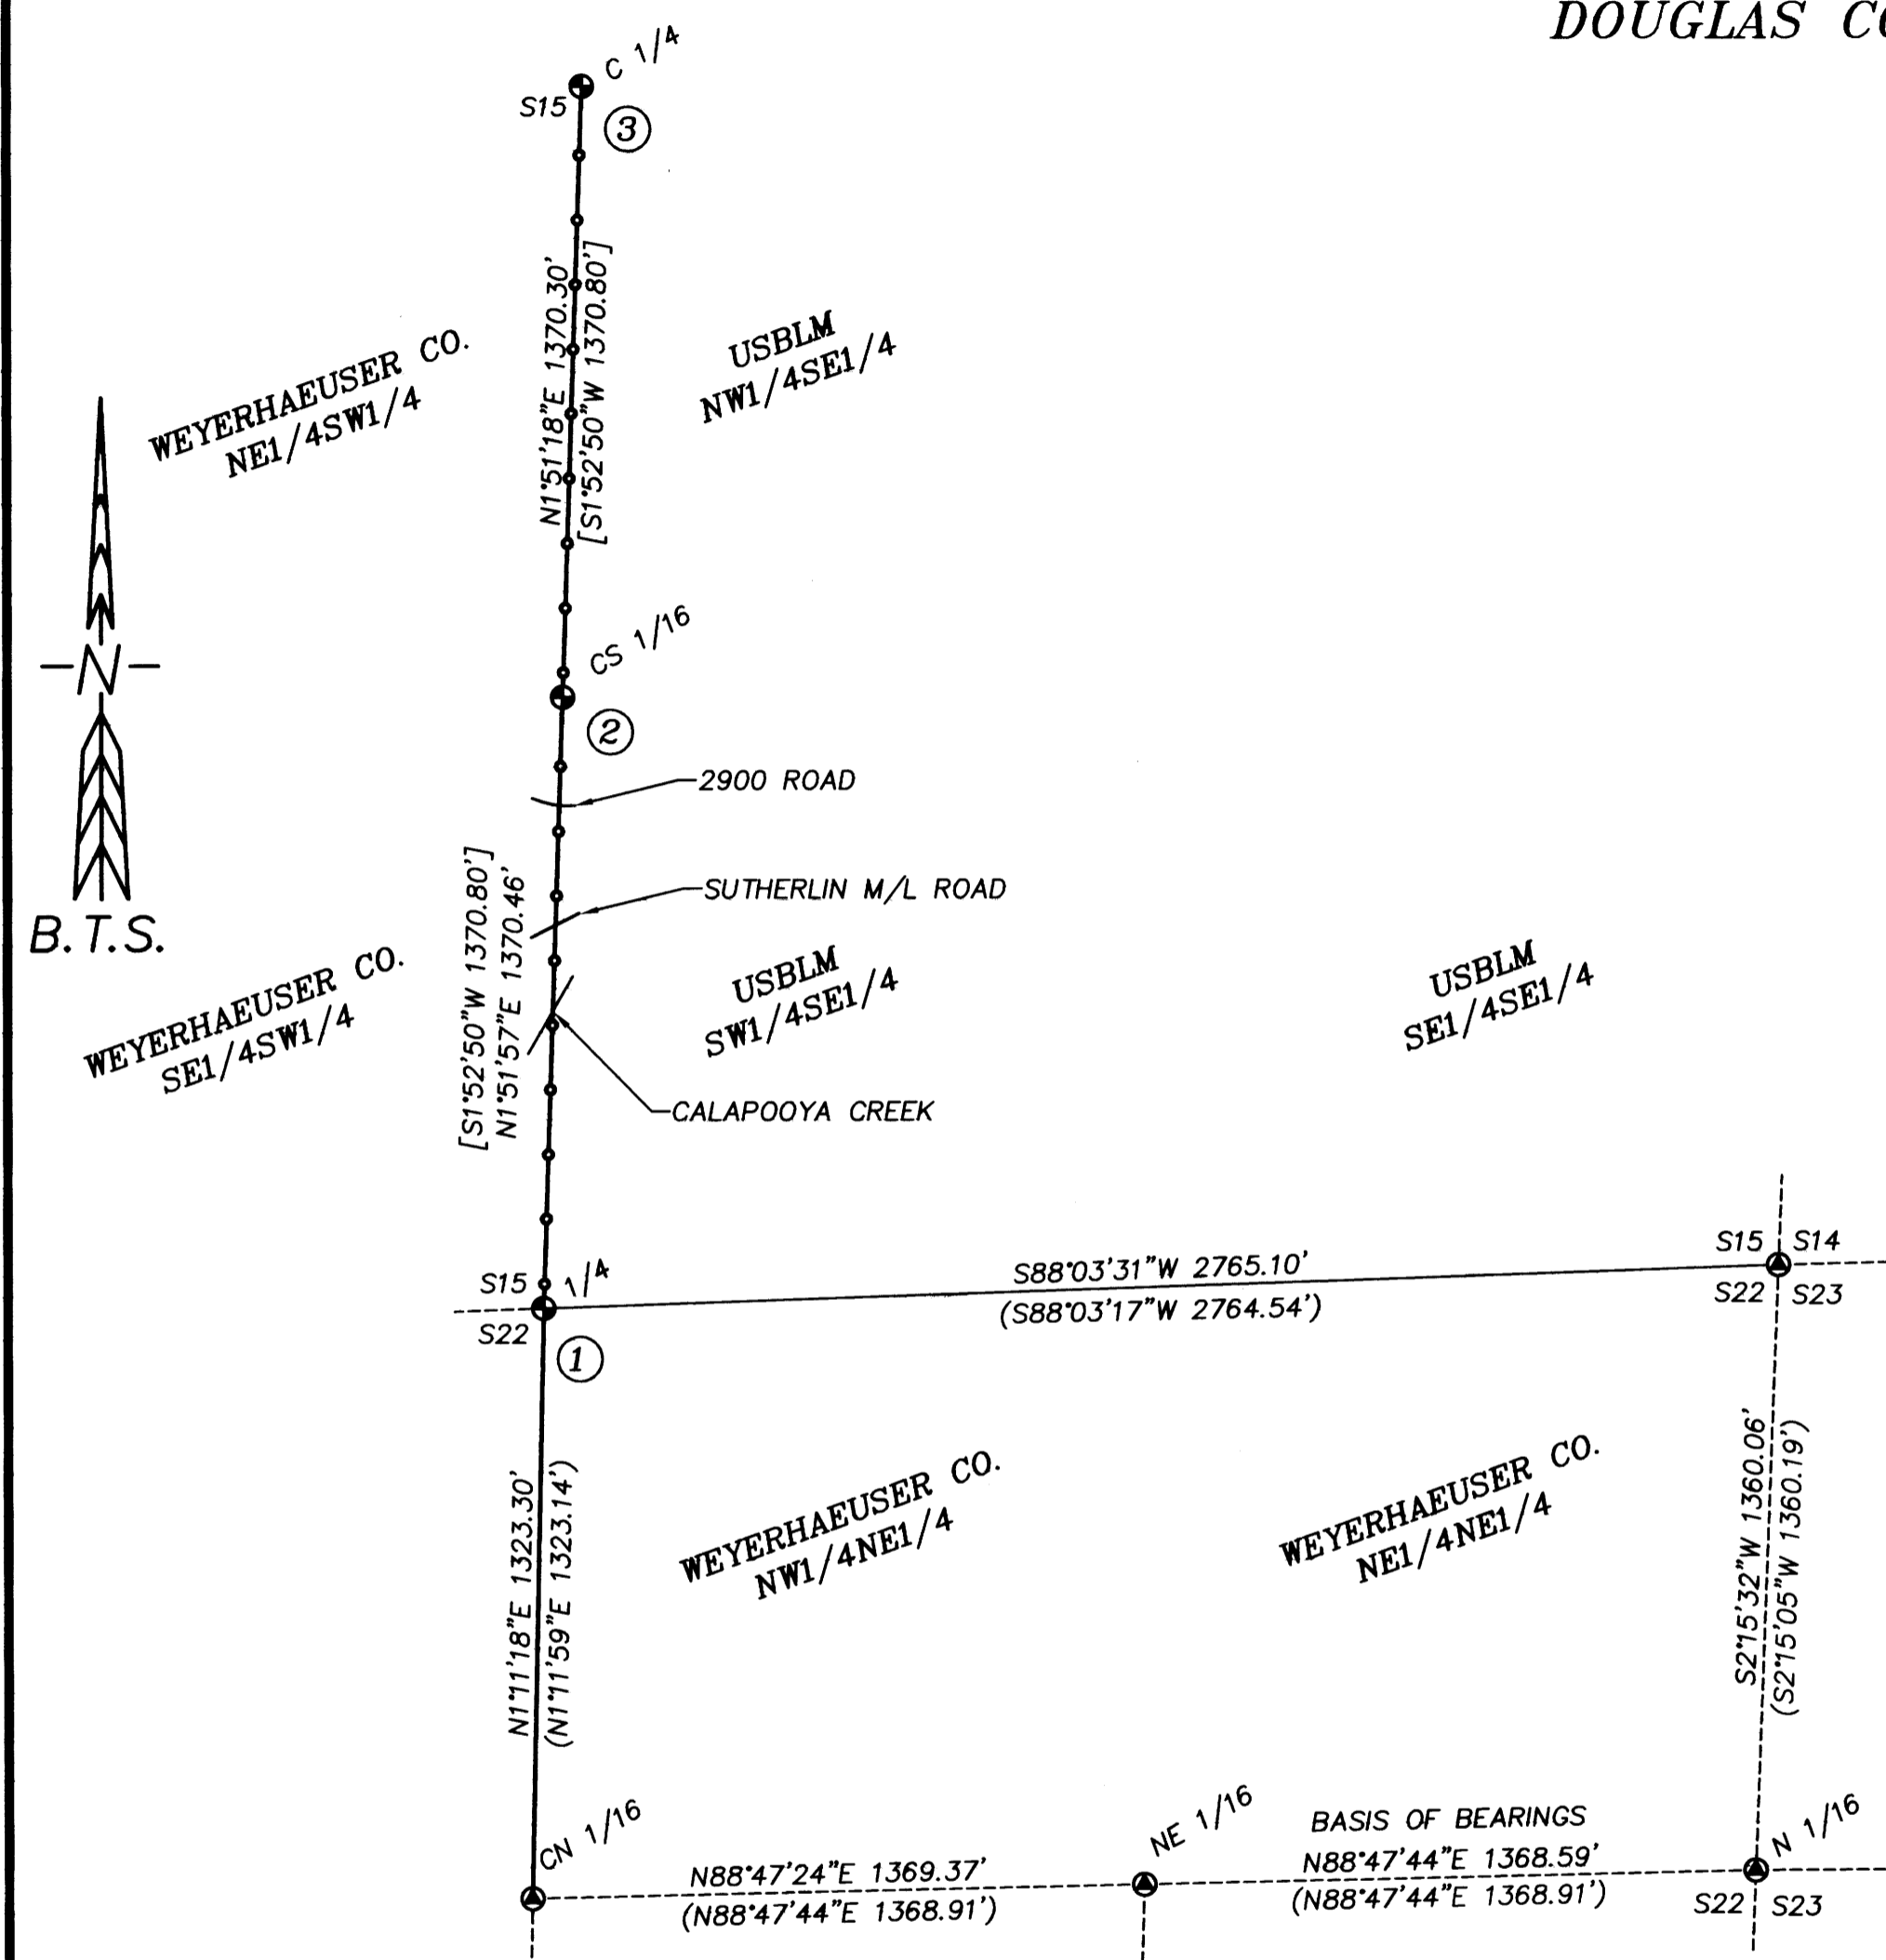 DOUGLAS
C 1/4
S15
3
N1°51'18"E 1370.30'
[S1°52'50"W 1370.80']
WEYERHAEUSER CO.
NE1/4SW1/4
USBLM
NW1/4SE1/4
N
B.T.S.
CS 1/16
2
2900 ROAD
SUTHERLIN M/L ROAD
[S1°52'50"W 1370.80']
N1°51'57"E 1370.46'
WEYERHAEUSER CO.
SE1/4SW1/4
USBLM
SW1/4SE1/4
USBLM
SE1/4SE1/4
CALAPOOYA CREEK
S15 1/4
S22
1
S88°03'31"W 2765.10'
(S88°03'17"W 2764.54')
S15 S14
S22 S23
N1°11'18"E 1323.30'
(N1°11'59"E 1323.14')
WEYERHAEUSER CO.
NW1/4NE1/4
WEYERHAEUSER CO.
NE1/4NE1/4
S2°15'32"W 1360.06'
(S2°15'05"W 1360.19')
CN 1/16
N88°47'24"E 1369.37'
(N88°47'44"E 1368.91')
NE 1/16
BASIS OF BEARINGS
N88°47'44"E 1368.59'
(N88°47'44"E 1368.91')
N 1/16
S22 S23